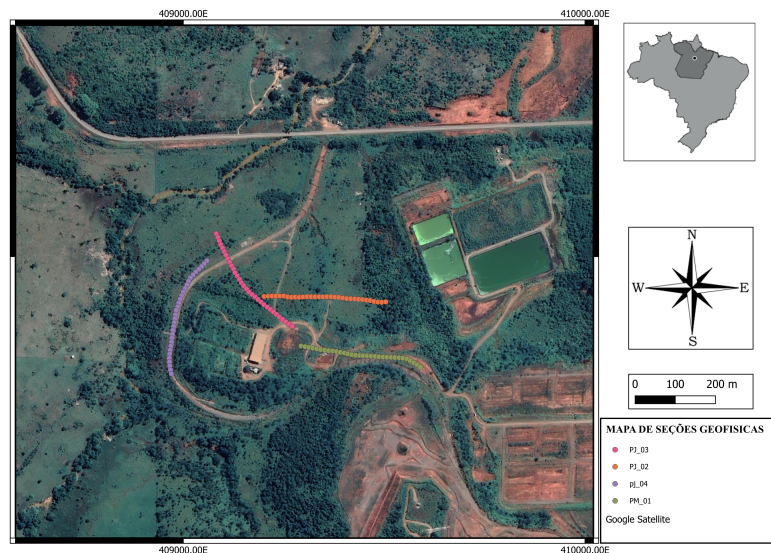 409000.00E
410000.00E
N
W
E
S
0
100
200 m
MAPA DE SEÇÕES GEOFISICAS
PJ_03
PJ_02
pj_04
PM_01
Google Satellite
409000.00E
410000.00E